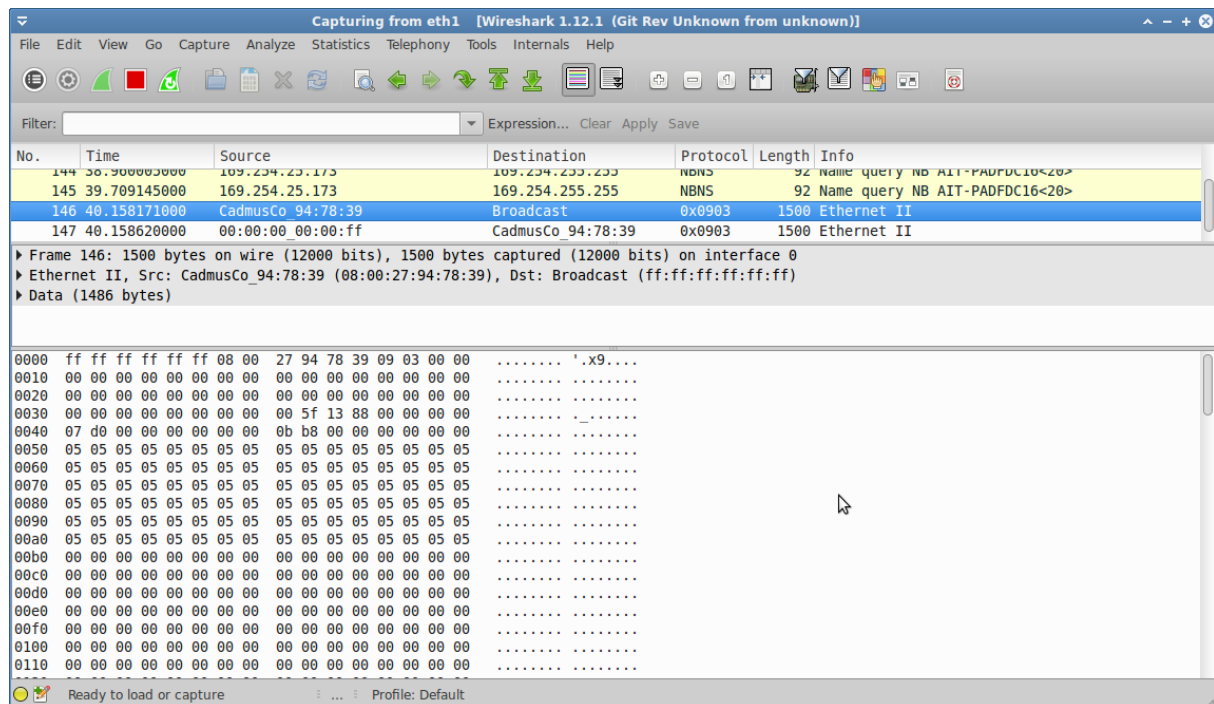 Capturing from eth1 [Wireshark 1.12.1 (Git Rev Unknown from unknown)]
File Edit View Go Capture Analyze Statistics Telephony Tools Internals Help
Filter: Expression... Clear Apply Save
No. Time Source Destination Protocol Length Info
144 38.960005000 169.254.25.173 169.254.255.255 NBNS 92 Name query NB AIT-PADFDC16<20>
145 39.709145000 169.254.25.173 169.254.255.255 NBNS 92 Name query NB AIT-PADFDC16<20>
146 40.158171000 CadmusCo_94:78:39 Broadcast 0x0903 1500 Ethernet II
147 40.158620000 00:00:00_00:00:ff CadmusCo_94:78:39 0x0903 1500 Ethernet II
Frame 146: 1500 bytes on wire (12000 bits), 1500 bytes captured (12000 bits) on interface 0
Ethernet II, Src: CadmusCo_94:78:39 (08:00:27:94:78:39), Dst: Broadcast (ff:ff:ff:ff:ff:ff)
Data (1486 bytes)
0000 ff ff ff ff ff ff 08 00 27 94 78 39 09 03 00 00 ........ '.x9....
0010 00 00 00 00 00 00 00 00 00 00 00 00 00 00 00 00 ........ ........
0020 00 00 00 00 00 00 00 00 00 00 00 00 00 00 00 00 ........ ........
0030 00 00 00 00 00 00 00 00 00 5f 13 88 00 00 00 00 ........ ._......
0040 07 d0 00 00 00 00 00 00 0b b8 00 00 00 00 00 00 ........ ........
0050 05 05 05 05 05 05 05 05 05 05 05 05 05 05 05 05 ........ ........
0060 05 05 05 05 05 05 05 05 05 05 05 05 05 05 05 05 ........ ........
0070 05 05 05 05 05 05 05 05 05 05 05 05 05 05 05 05 ........ ........
0080 05 05 05 05 05 05 05 05 05 05 05 05 05 05 05 05 ........ ........
0090 05 05 05 05 05 05 05 05 05 05 05 05 05 05 05 05 ........ ........
00a0 05 05 05 05 05 05 05 05 05 05 05 05 05 05 05 05 ........ ........
00b0 00 00 00 00 00 00 00 00 00 00 00 00 00 00 00 00 ........ ........
00c0 00 00 00 00 00 00 00 00 00 00 00 00 00 00 00 00 ........ ........
00d0 00 00 00 00 00 00 00 00 00 00 00 00 00 00 00 00 ........ ........
00e0 00 00 00 00 00 00 00 00 00 00 00 00 00 00 00 00 ........ ........
00f0 00 00 00 00 00 00 00 00 00 00 00 00 00 00 00 00 ........ ........
0100 00 00 00 00 00 00 00 00 00 00 00 00 00 00 00 00 ........ ........
0110 00 00 00 00 00 00 00 00 00 00 00 00 00 00 00 00 ........ ........
Ready to load or capture ... Profile: Default